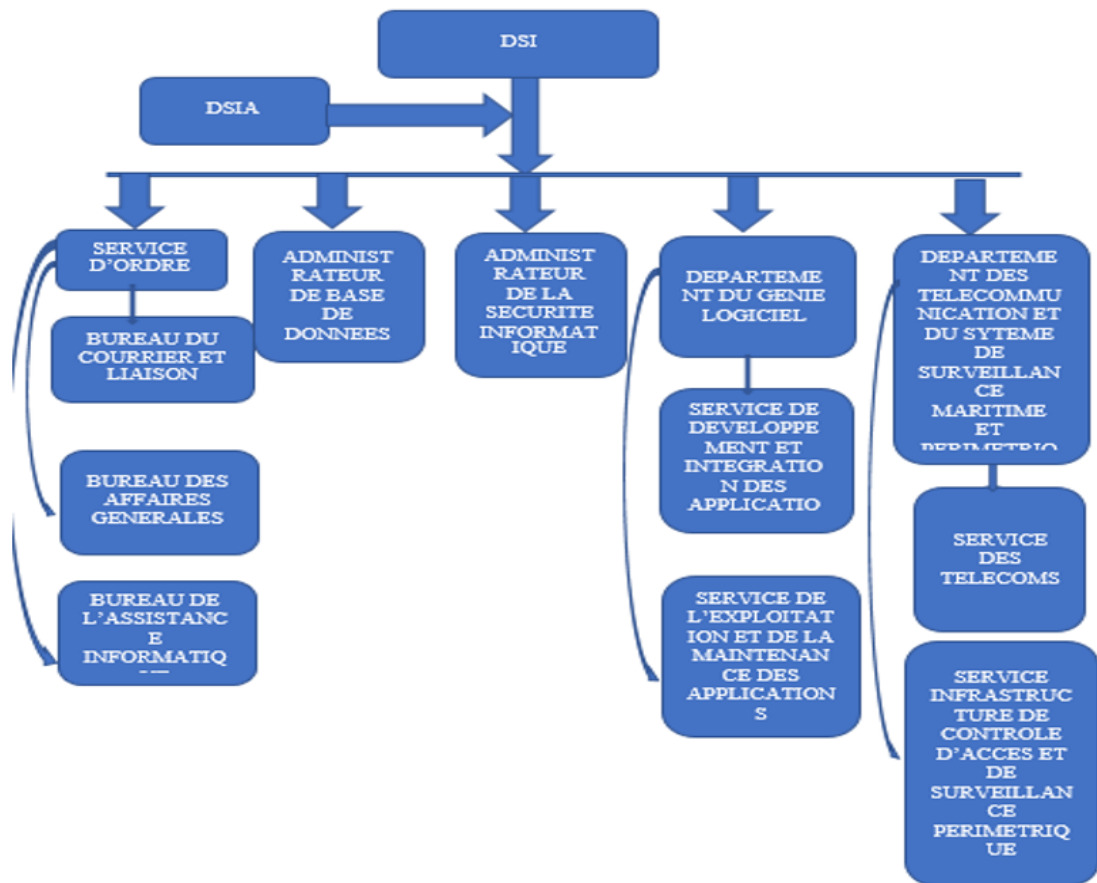 DSI
DSIA
SERVICE
D’ORDRE
BUREAU DU
COURRIER ET
LIAISON
BUREAU DES
AFFAIRES
GENERALES
BUREAU DE
L’ASSISTANC
E
INFORMATIQ
ADMINIST
RATEUR
DE BASE
DE
DONNEES
ADMINIST
RATEUR
DE LA
SECURITE
INFORMAT
IQUE
DEPARTEME
NT DU GENIE
LOGICIEL
SERVICE DE
DEVELOPPE
MENT ET
INTEGRATIO
N DES
APPLICATIO
SERVICE DE
L’EXPLOITAT
ION ET DE LA
MAINTENAN
CE DES
APPLICATION
S
DEPARTEME
NT DES
TELECOMMU
NICATION ET
DU SYTEME
DE
SURVEILLAN
CE
MARITIME
ET
PERIMETRIQ
SERVICE
DES
TELECOMS
SERVICE
INFRASTRUC
TURE DE
CONTROLE
D’ACCES ET
DE
SURVEILLAN
CE
PERIMETRIQ
UE